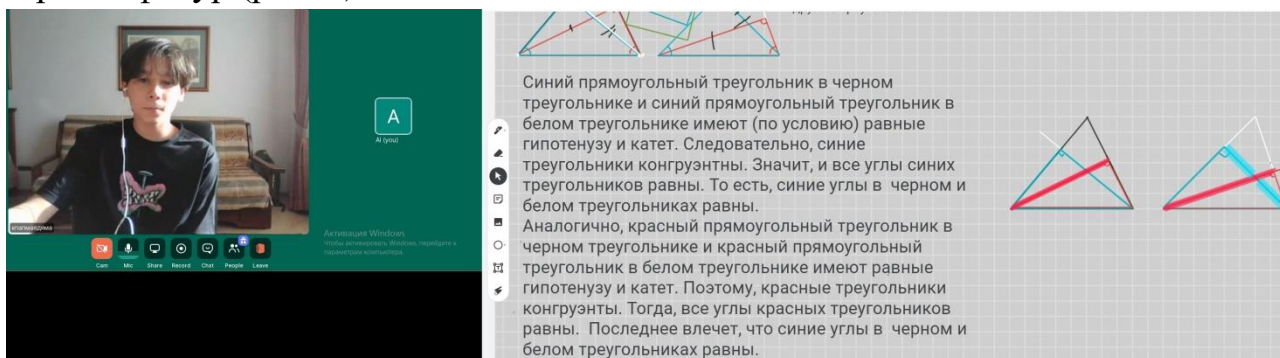 A
AI (you)
Активация Windows
Чтобы активировать Windows, перейдите к
параметрам компьютера.
Cam Mic Share Record Chat People Leave
Синий прямоугольный треугольник в черном
треугольнике и синий прямоугольный треугольник в
белом треугольнике имеют (по условию) равные
гипотенузу и катет. Следовательно, синие
треугольники конгруэнтны. Значит, и все углы синих
треугольников равны. То есть, синие углы в черном и
белом треугольниках равны.
Аналогично, красный прямоугольный треугольник в
черном треугольнике и красный прямоугольный
треугольник в белом треугольнике имеют равные
гипотенузу и катет. Поэтому, красные треугольники
конгруэнтны. Тогда, все углы красных треугольников
равны. Последнее влечет, что синие углы в черном и
белом треугольниках равны.